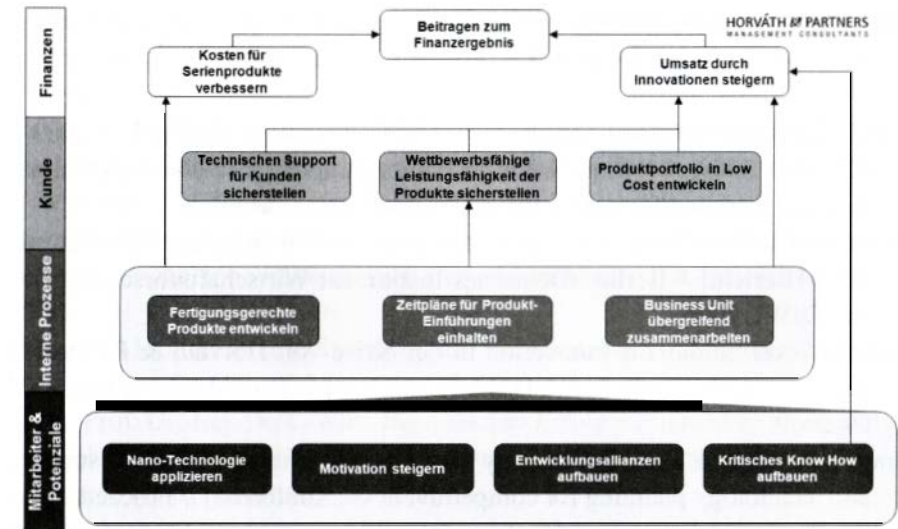 HORVÁTH & PARTNERS
MANAGEMENT CONSULTANTS
Finanzen
Beitragen zum
Finanzergebnis
Kosten für
Serienprodukte
verbessern
Umsatz durch
Innovationen steigern
Kunde
Technischen Support
für Kunden
sicherstellen
Wettbewerbsfähige
Leistungsfähigkeit der
Produkte sicherstellen
Produktportfolio in Low
Cost entwickeln
Interne Prozesse
Fertigungsgerechte
Produkte entwickeln
Zeitpläne für Produkt-
Einführungen
einhalten
Business Unit
übergreifend
zusammenarbeiten
Mitarbeiter &
Potenziale
Nano-Technologie
applizieren
Motivation steigern
Entwicklungsallianzen
aufbauen
Kritisches Know How
aufbauen